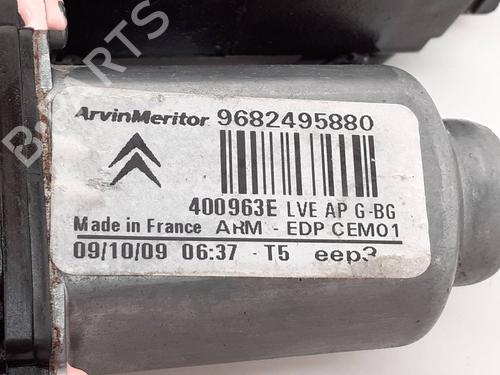 ArvinMeritor 9682495880
400963E LVE AP G-BG
Made in France ARM - EDP CEM01
09/10/09 06:37 - T5 eep3
B-PARTS